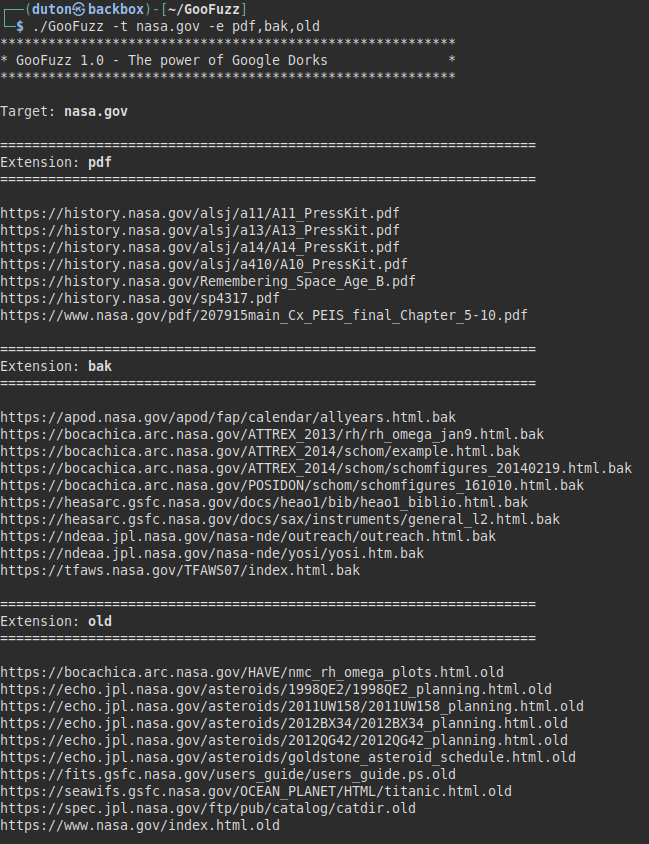 ┌──(duton㉿backbox)-[~/GooFuzz]
└─$ ./GooFuzz -t nasa.gov -e pdf,bak,old
*********************************************************
* GooFuzz 1.0 - The power of Google Dorks               *
*********************************************************
Target: nasa.gov
===================================================================
Extension: pdf
===================================================================
https://history.nasa.gov/alsj/a11/A11_PressKit.pdf
https://history.nasa.gov/alsj/a13/A13_PressKit.pdf
https://history.nasa.gov/alsj/a14/A14_PressKit.pdf
https://history.nasa.gov/alsj/a410/A10_PressKit.pdf
https://history.nasa.gov/Remembering_Space_Age_B.pdf
https://history.nasa.gov/sp4317.pdf
https://www.nasa.gov/pdf/207915main_Cx_PEIS_final_Chapter_5-10.pdf
===================================================================
Extension: bak
===================================================================
https://apod.nasa.gov/apod/fap/calendar/allyears.html.bak
https://bocachica.arc.nasa.gov/ATTREX_2013/rh/rh_omega_jan9.html.bak
https://bocachica.arc.nasa.gov/ATTREX_2014/schom/example.html.bak
https://bocachica.arc.nasa.gov/ATTREX_2014/schom/schomfigures_20140219.html.bak
https://bocachica.arc.nasa.gov/POSIDON/schom/schomfigures_161010.html.bak
https://heasarc.gsfc.nasa.gov/docs/heao1/bib/heao1_biblio.html.bak
https://heasarc.gsfc.nasa.gov/docs/sax/instruments/general_l2.html.bak
https://ndeaa.jpl.nasa.gov/nasa-nde/outreach/outreach.html.bak
https://ndeaa.jpl.nasa.gov/nasa-nde/yosi/yosi.htm.bak
https://tfaws.nasa.gov/TFAWS07/index.html.bak
===================================================================
Extension: old
===================================================================
https://bocachica.arc.nasa.gov/HAVE/nmc_rh_omega_plots.html.old
https://echo.jpl.nasa.gov/asteroids/1998QE2/1998QE2_planning.html.old
https://echo.jpl.nasa.gov/asteroids/2011UW158/2011UW158_planning.html.old
https://echo.jpl.nasa.gov/asteroids/2012BX34/2012BX34_planning.html.old
https://echo.jpl.nasa.gov/asteroids/2012QG42/2012QG42_planning.html.old
https://echo.jpl.nasa.gov/asteroids/goldstone_asteroid_schedule.html.old
https://fits.gsfc.nasa.gov/users_guide/users_guide.ps.old
https://seawifs.gsfc.nasa.gov/OCEAN_PLANET/HTML/titanic.html.old
https://spec.jpl.nasa.gov/ftp/pub/catalog/catdir.old
https://www.nasa.gov/index.html.old